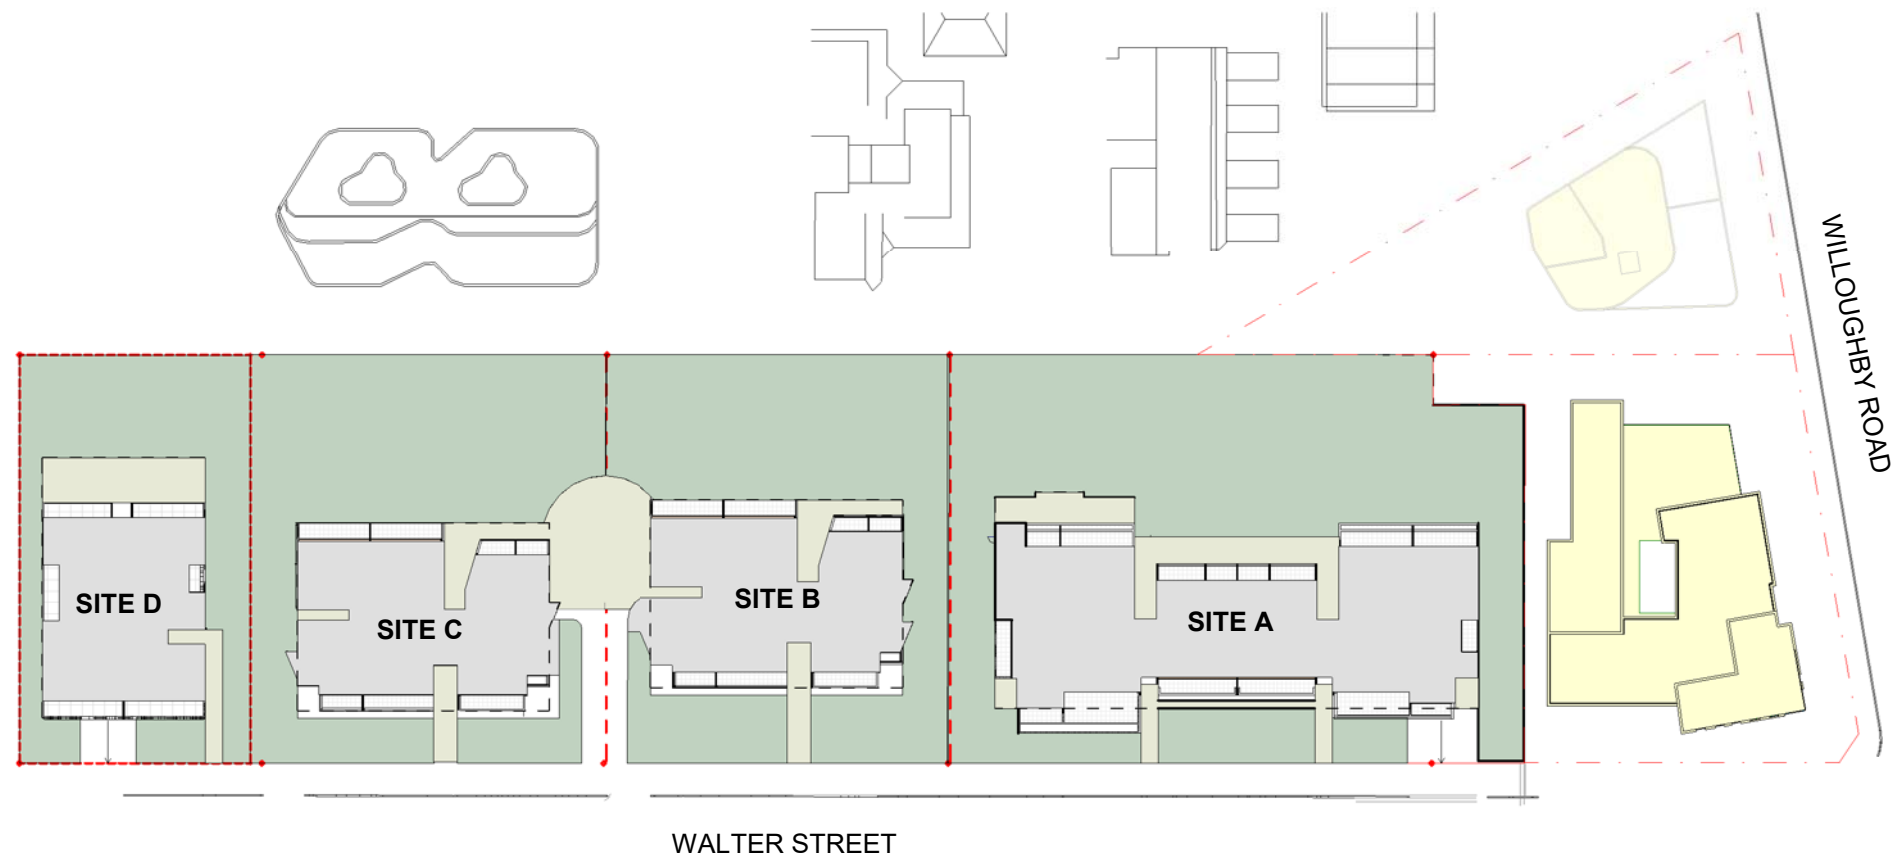 WILLOUGHBY ROAD
SITE D
SITE C
SITE B
SITE A
WALTER STREET